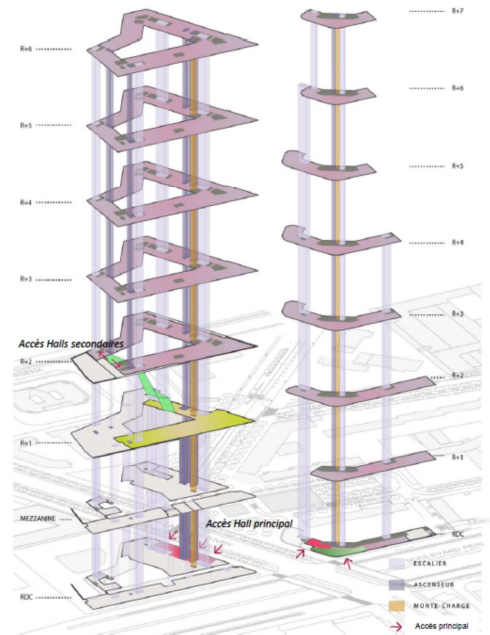 R+7
R+6
R+6
R+5
R+5
R+4
R+4
R+3
R+3
Accès Halls secondaires
R+2
R+2
R+1
R+1
Accès Hall principal
MEZZANINE
RDC
ESCALIER
ASCENSEUR
RDC
MONTE-CHARGE
Accès principal